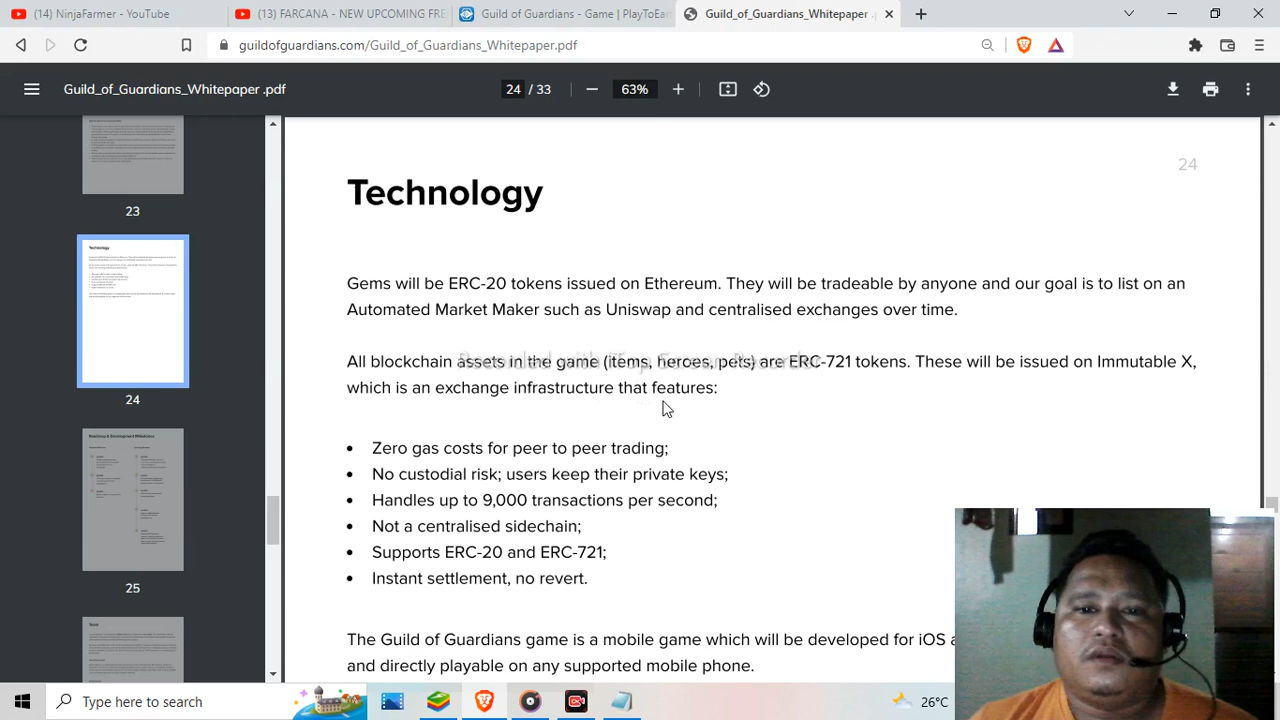 (14) NinjaFarmer - YouTube
(13) FARCANA - NEW UPCOMING FRE
Guild of Guardians - Game | PlayToEarn
Guild_of_Guardians_Whitepaper
guildofguardians.com/Guild_of_Guardians_Whitepaper.pdf
Guild_of_Guardians_Whitepaper .pdf
24 / 33
63%
23
Technology
24
25
24
Technology
Gems will be ERC-20 tokens issued on Ethereum. They will be tradeable by anyone and our goal is to list on an
Automated Market Maker such as Uniswap and centralised exchanges over time.
All blockchain assets in the game (items, heroes, pets) are ERC-721 tokens. These will be issued on Immutable X,
Recorded with iTop Screen Recorder
which is an exchange infrastructure that features:
• Zero gas costs for peer to peer trading;
• No custodial risk; users keep their private keys;
• Handles up to 9,000 transactions per second;
• Not a centralised sidechain;
• Supports ERC-20 and ERC-721;
• Instant settlement, no revert.
The Guild of Guardians game is a mobile game which will be developed for iOS
and directly playable on any supported mobile phone.
Type here to search
26°C